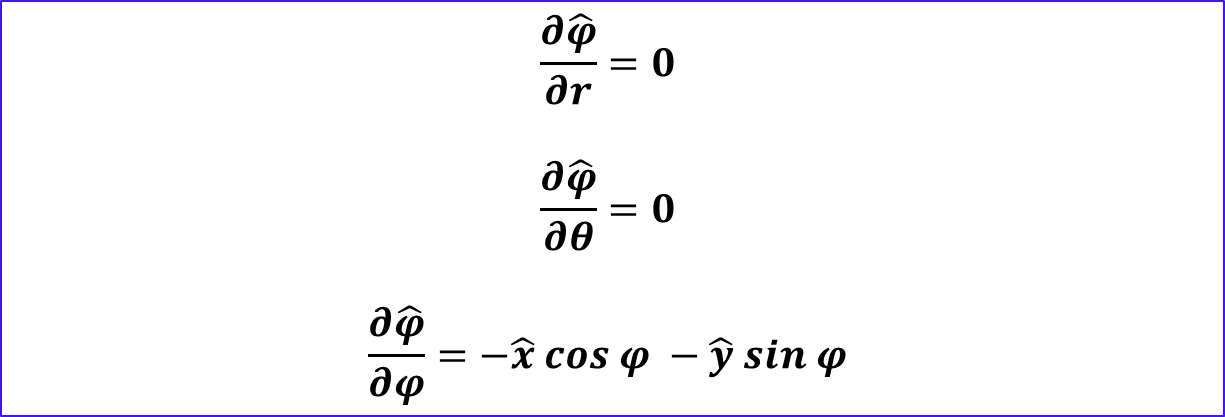 ∂φ̂/∂r = 0
∂φ̂/∂θ = 0
∂φ̂/∂φ = −x̂ cos φ − ŷ sin φ